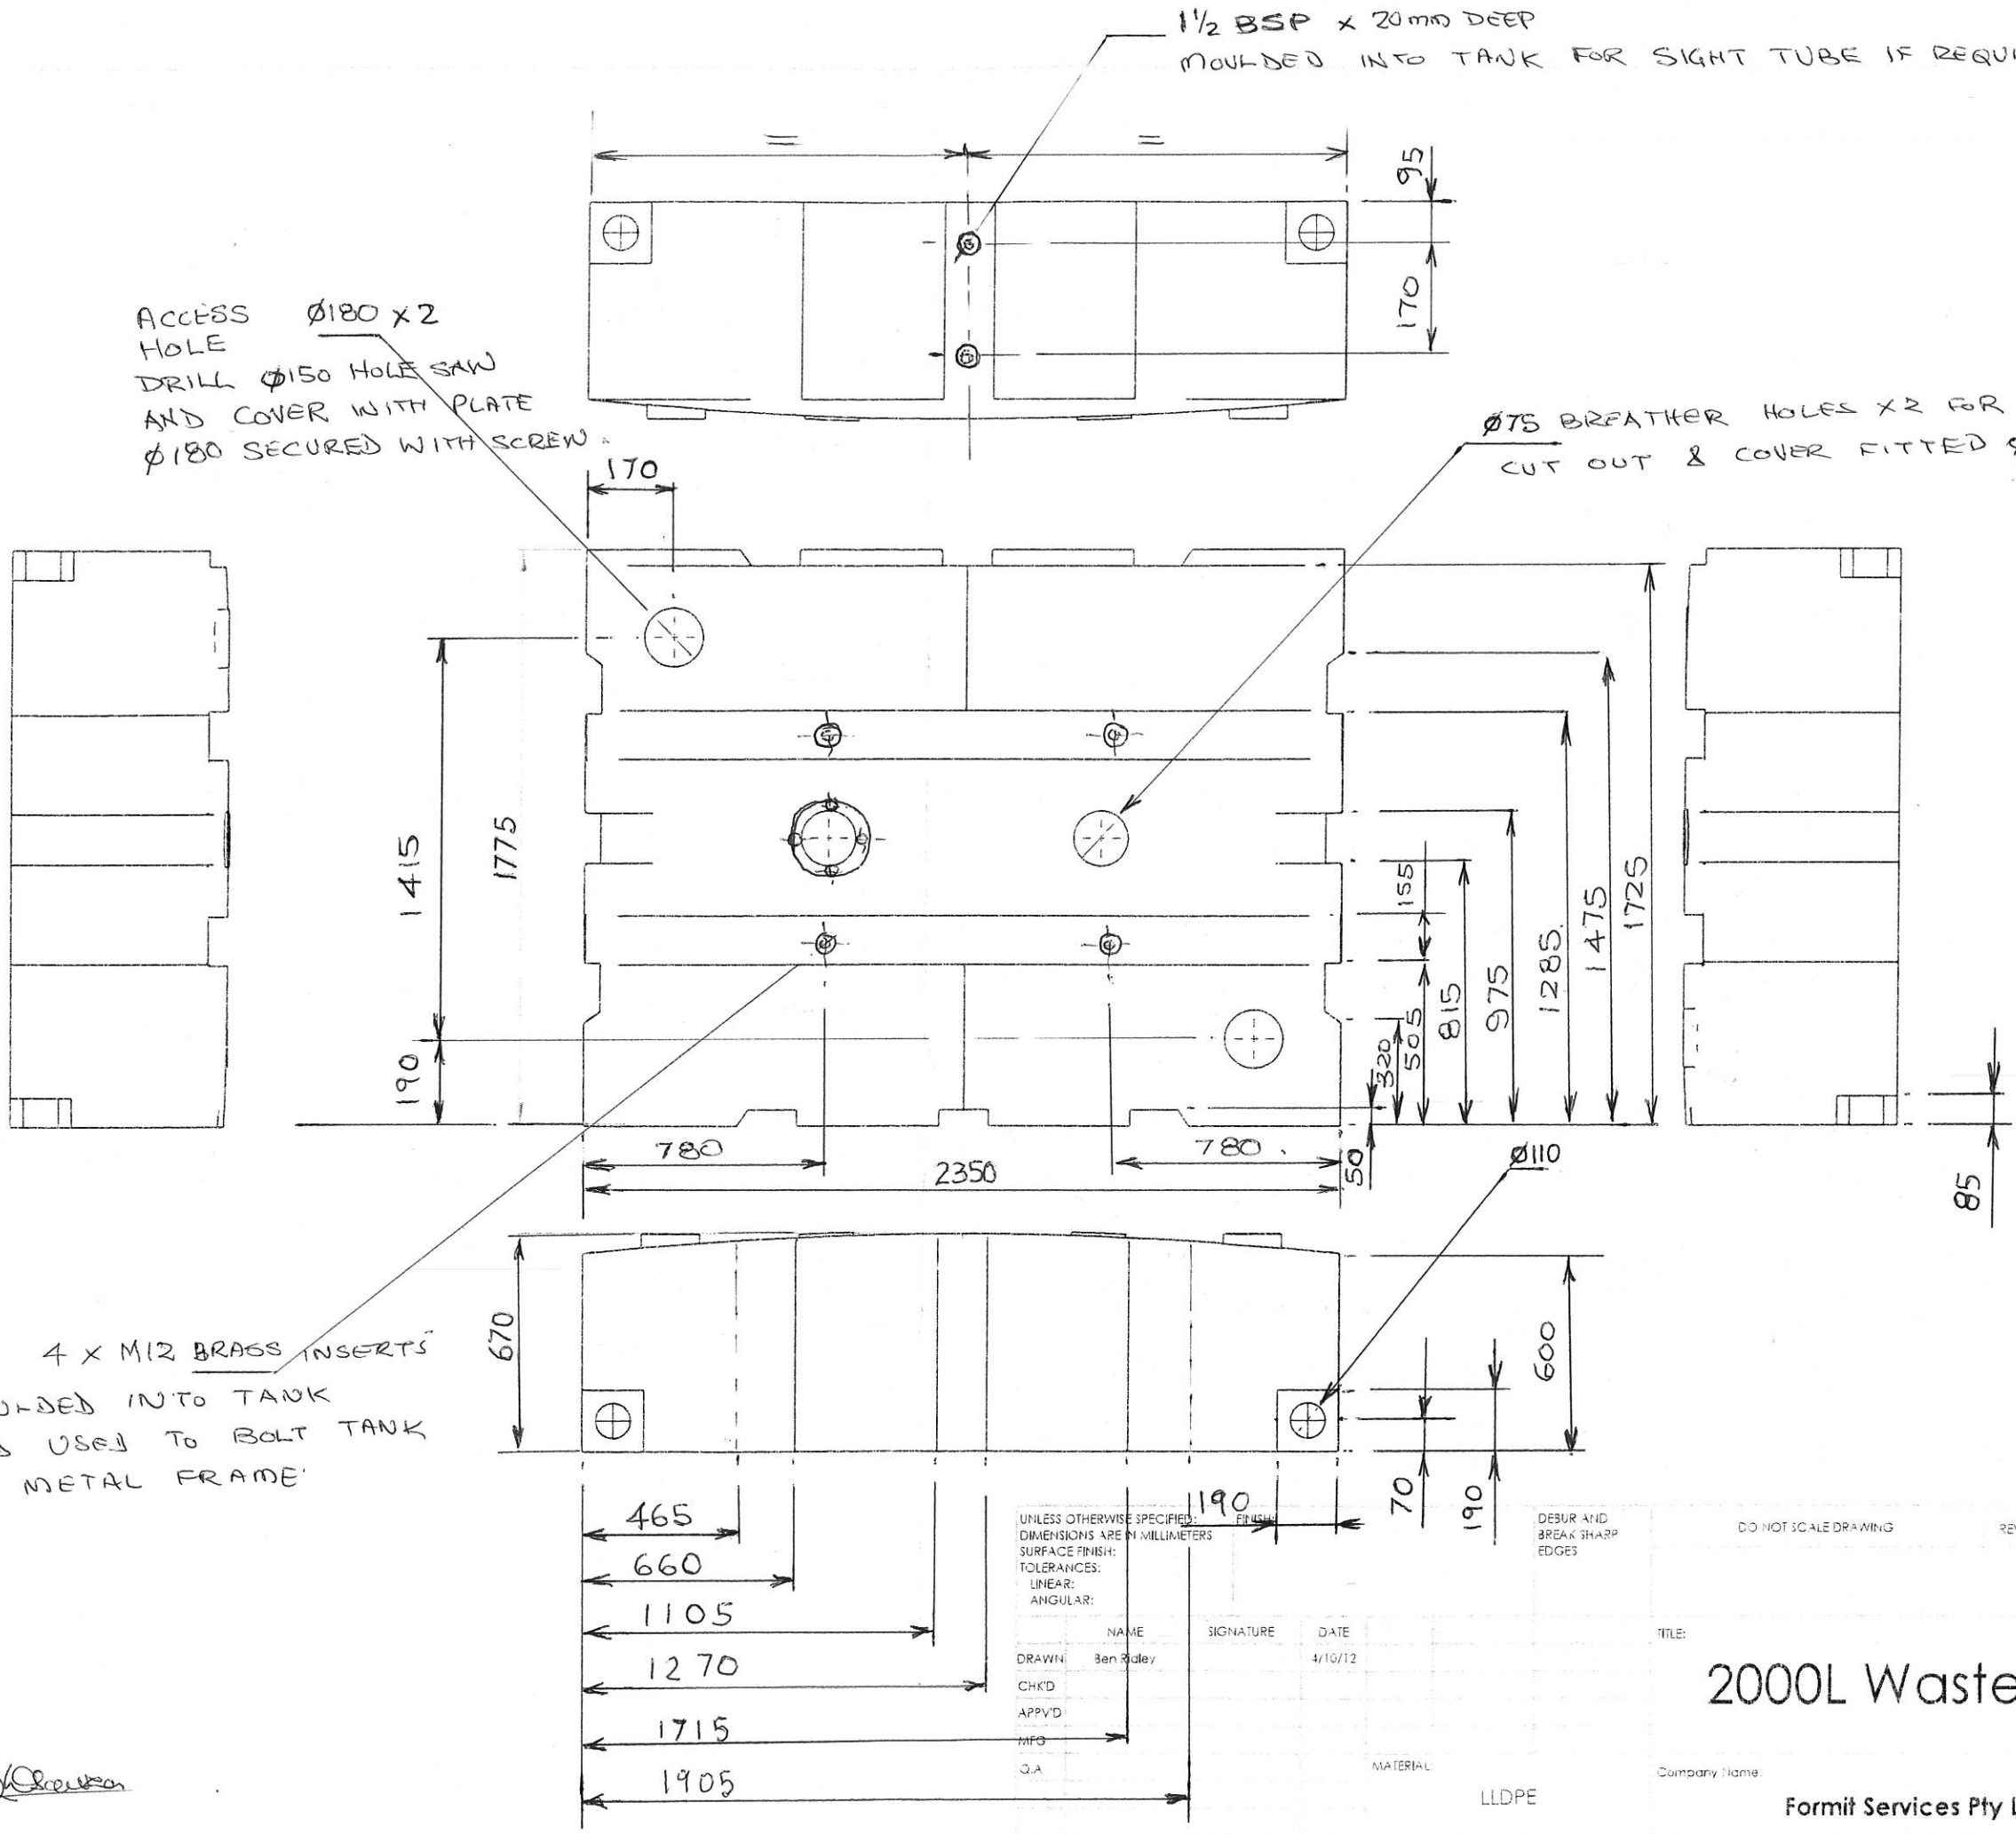 1½ BSP x 20mm DEEP
MOULDED INTO TANK FOR SIGHT TUBE IF REQUI
=
=
95
170
ACCESS Ø180 x 2
HOLE
DRILL Ø150 HOLE SAW
AND COVER WITH PLATE
Ø180 SECURED WITH SCREW
Ø75 BREATHER HOLES x2 FOR
CUT OUT & COVER FITTED
170
1415
1775
190
155
320
505
815
975
1285.
1475
1725
50
85
780
780.
2350
Ø110
670
600
4 x M12 BRASS INSERTS
ULDED INTO TANK
USED TO BOLT TANK
METAL FRAME
70
190
190
465
660
1105
1270
1715
1905
UNLESS OTHERWISE SPECIFIED:
DIMENSIONS ARE IN MILLIMETERS
SURFACE FINISH:
TOLERANCES:
LINEAR:
ANGULAR:
FINISH:
DEBUR AND
BREAK SHARP
EDGES
DO NOT SCALE DRAWING
RE
NAME SIGNATURE DATE
DRAWN Ben Ridley 4/10/12
CHK'D
APPV'D
MFG
Q.A
MATERIAL:
LLDPE
TITLE:
2000L Waste
Company Name:
Formit Services Pty L